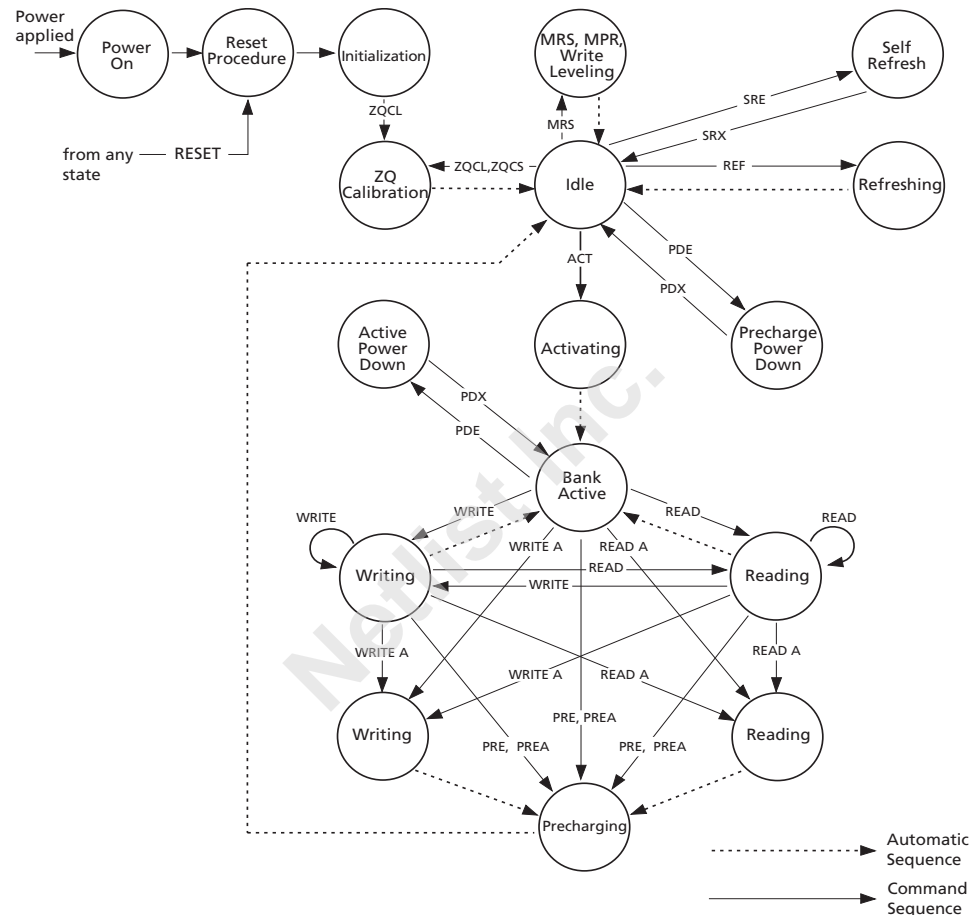 Power
applied
Power
On
Reset
Procedure
Initialization
MRS, MPR,
Write
Leveling
Self
Refresh
ZQCL
MRS
SRE
SRX
from any
state
RESET
ZQ
Calibration
ZQCL,ZQCS
Idle
REF
Refreshing
ACT
PDE
PDX
Active
Power
Down
Activating
Precharge
Power
Down
PDX
PDE
Bank
Active
WRITE
WRITE
READ
READ
WRITE A
READ A
Writing
READ
WRITE
Reading
WRITE A
READ A
WRITE A
READ A
Writing
Reading
PRE, PREA
PRE, PREA
PRE, PREA
Precharging
Automatic
Sequence
Command
Sequence
Netlist Inc.